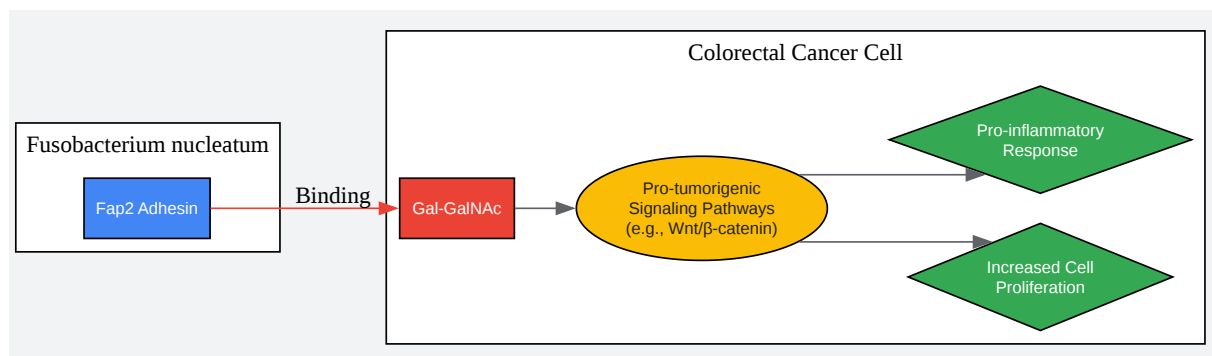 Colorectal Cancer Cell
Fusobacterium nucleatum
Fap2 Adhesin
Binding
Gal-GalNAc
Pro-tumorigenic
Signaling Pathways
(e.g., Wnt/β-catenin)
Pro-inflammatory
Response
Increased Cell
Proliferation